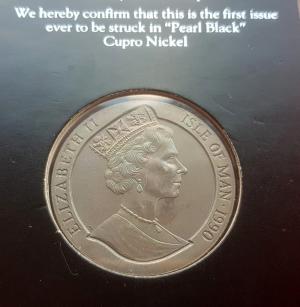 We hereby confirm that this is the first issue
ever to be struck in "Pearl Black"
Cupro Nickel
ELIZABETH II
ISLE OF MAN · 1990